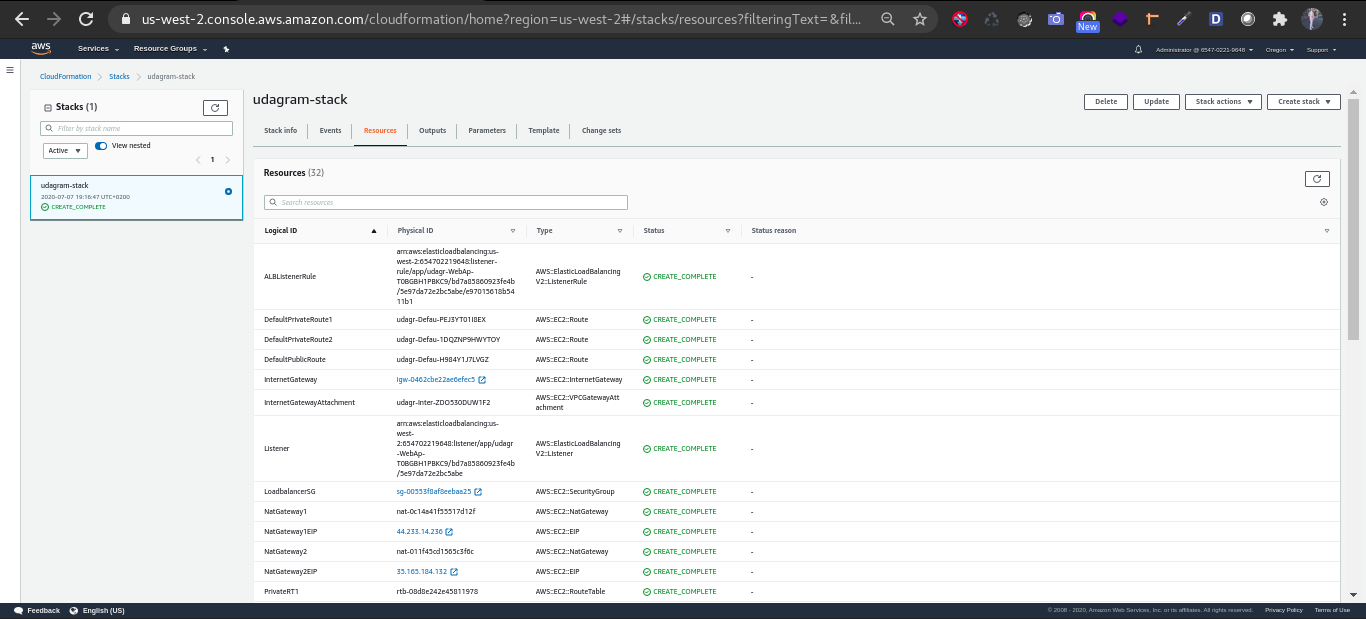 us-west-2.console.aws.amazon.com/cloudformation/home?region=us-west-2#/stacks/resources?filteringText=&fil...
New
D
aws
Services
Resource Groups
Administrator @ 6547-0221-9648
Oregon
Support
CloudFormation
Stacks
udagram-stack
Stacks (1)
Filter by stack name
Active
View nested
1
udagram-stack
2020-07-07 19:16:47 UTC+0200
CREATE_COMPLETE
udagram-stack
Delete
Update
Stack actions
Create stack
Stack info
Events
Resources
Outputs
Parameters
Template
Change sets
Resources (32)
Search resources
Logical ID
Physical ID
Type
Status
Status reason
ALBListenerRule
arn:aws:elasticloadbalancing:us-
west-2:654702219648:listener-
rule/app/udagr-WebAp-
T0BGBH1PBKC9/bd7a85860923fe4b
/5e97da72e2bc5abe/e97015618b54
11b1
AWS::ElasticLoadBalancing
V2::ListenerRule
CREATE_COMPLETE
-
DefaultPrivateRoute1
udagr-Defau-PEJ3YT01I8EX
AWS::EC2::Route
CREATE_COMPLETE
-
DefaultPrivateRoute2
udagr-Defau-1DQZNP9HWYTOY
AWS::EC2::Route
CREATE_COMPLETE
-
DefaultPublicRoute
udagr-Defau-H984Y1J7LVGZ
AWS::EC2::Route
CREATE_COMPLETE
-
InternetGateway
igw-0462cbe22ae6efec5
AWS::EC2::InternetGateway
CREATE_COMPLETE
-
InternetGatewayAttachment
udagr-Inter-ZDO530DUW1F2
AWS::EC2::VPCGatewayAtt
achment
CREATE_COMPLETE
-
Listener
arn:aws:elasticloadbalancing:us-
west-
2:654702219648:listener/app/udagr
-WebAp-
T0BGBH1PBKC9/bd7a85860923fe4b
/5e97da72e2bc5abe
AWS::ElasticLoadBalancing
V2::Listener
CREATE_COMPLETE
-
LoadbalancerSG
sg-00553f8af8eebaa25
AWS::EC2::SecurityGroup
CREATE_COMPLETE
-
NatGateway1
nat-0c14a41f55517d12f
AWS::EC2::NatGateway
CREATE_COMPLETE
-
NatGateway1EIP
44.233.14.236
AWS::EC2::EIP
CREATE_COMPLETE
-
NatGateway2
nat-011f45cd1565c3f6c
AWS::EC2::NatGateway
CREATE_COMPLETE
-
NatGateway2EIP
35.165.184.132
AWS::EC2::EIP
CREATE_COMPLETE
-
PrivateRT1
rtb-08d8e242e45811978
AWS::EC2::RouteTable
CREATE_COMPLETE
-
Feedback
English (US)
© 2008 - 2020, Amazon Web Services, Inc. or its affiliates. All rights reserved.
Privacy Policy
Terms of Use